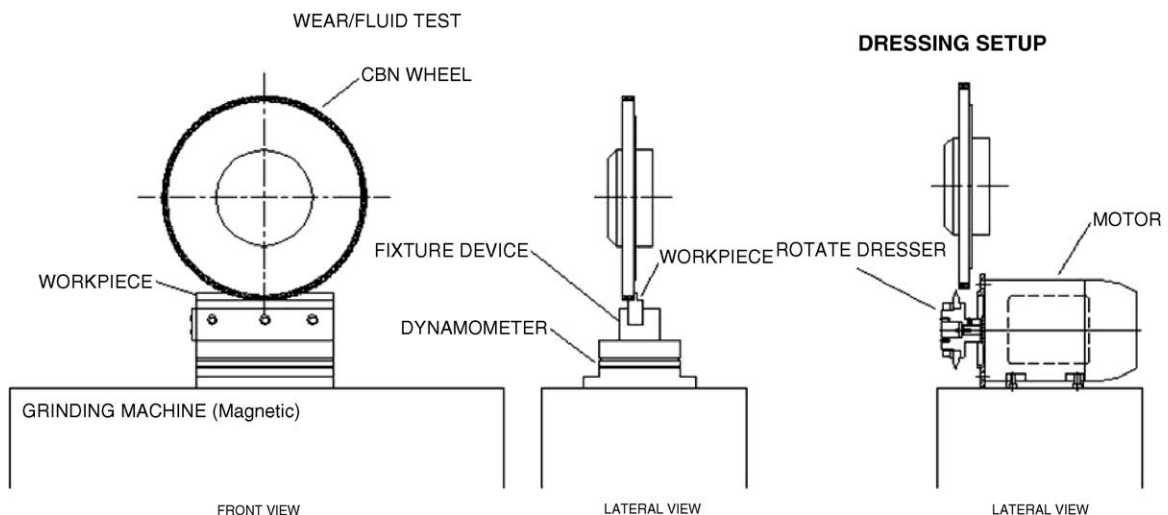 WEAR/FLUID TEST
DRESSING SETUP
CBN WHEEL
MOTOR
FIXTURE DEVICE
WORKPIECE
ROTATE DRESSER
WORKPIECE
DYNAMOMETER
GRINDING MACHINE (Magnetic)
FRONT VIEW
LATERAL VIEW
LATERAL VIEW